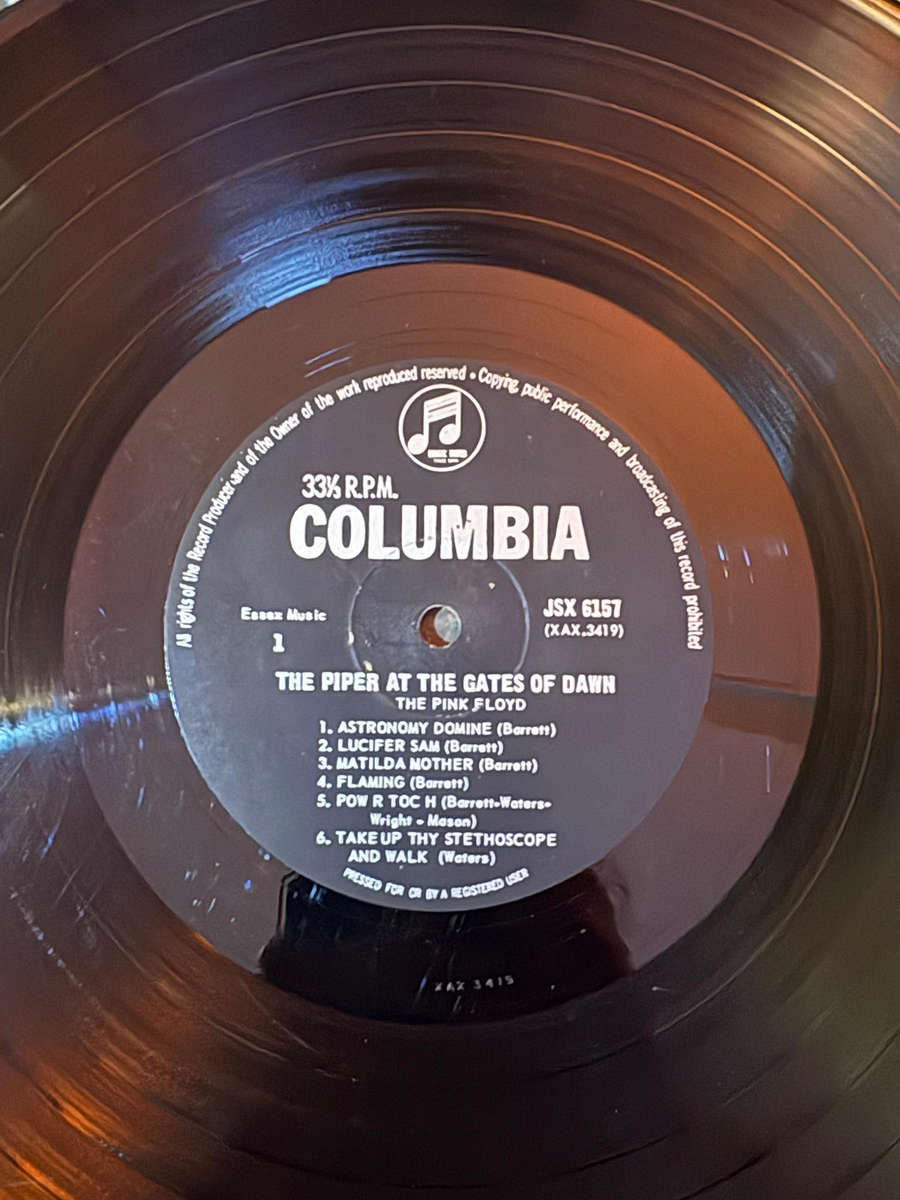 All rights of the Record Producer and of the Owner of the work reproduced reserved • Copying, public performance and broadcasting of this record prohibited
33⅓ R.P.M.
COLUMBIA
Essex Music
JSX 6157
1
(XAX.3419)
THE PIPER AT THE GATES OF DAWN
THE PINK FLOYD
1. ASTRONOMY DOMINE (Barrett)
2. LUCIFER SAM (Barrett)
3. MATILDA MOTHER (Barrett)
4. FLAMING (Barrett)
5. POW R TOC H (Barrett-Waters-
Wright - Mason)
6. TAKE UP THY STETHOSCOPE
AND WALK (Waters)
PRESSED FOR OR BY A REGISTERED USER
XAX 3419